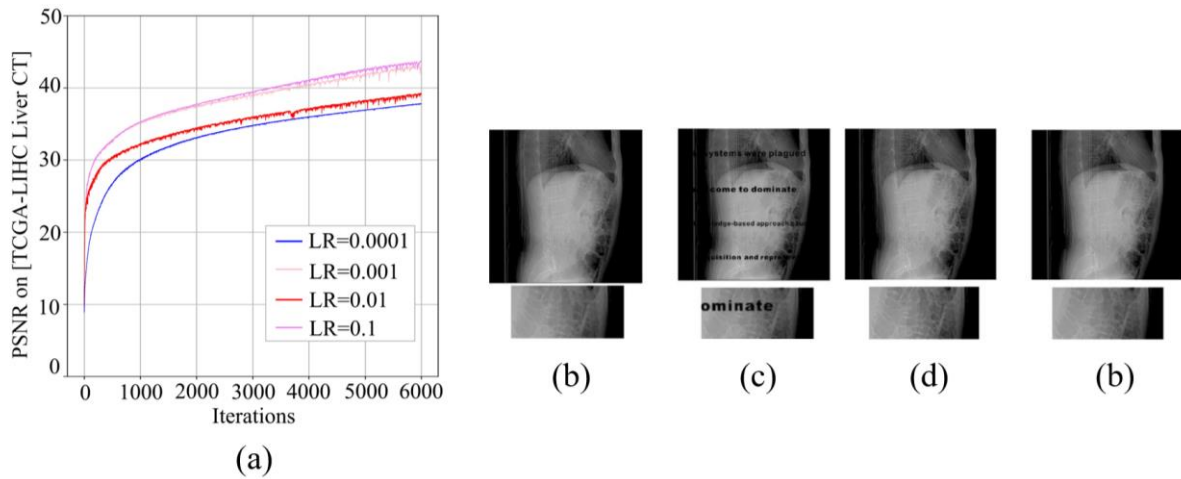 50
40
30
20
10
0
PSNR on [TCGA-LIHC Liver CT]
LR=0.0001
LR=0.001
LR=0.01
LR=0.1
0 1000 2000 3000 4000 5000 6000
Iterations
(a)
systems were plagued
come to dominate
edge-based approach
uisition and repre
ominate
(b)
(c)
(d)
(b)